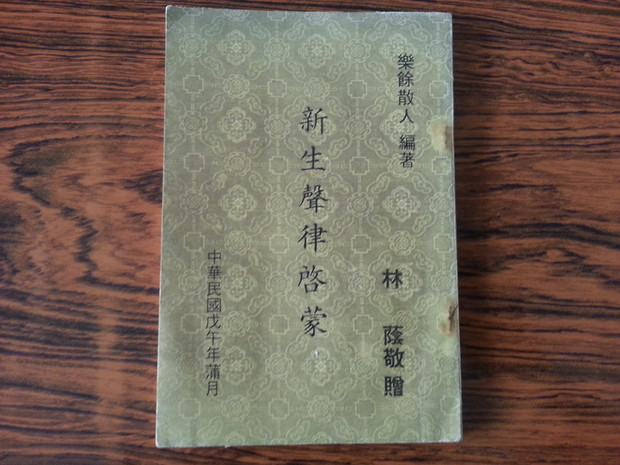 樂餘散人 編著
林 蔭敬贈
新生聲律啓蒙
中華民國戊午年蒲月